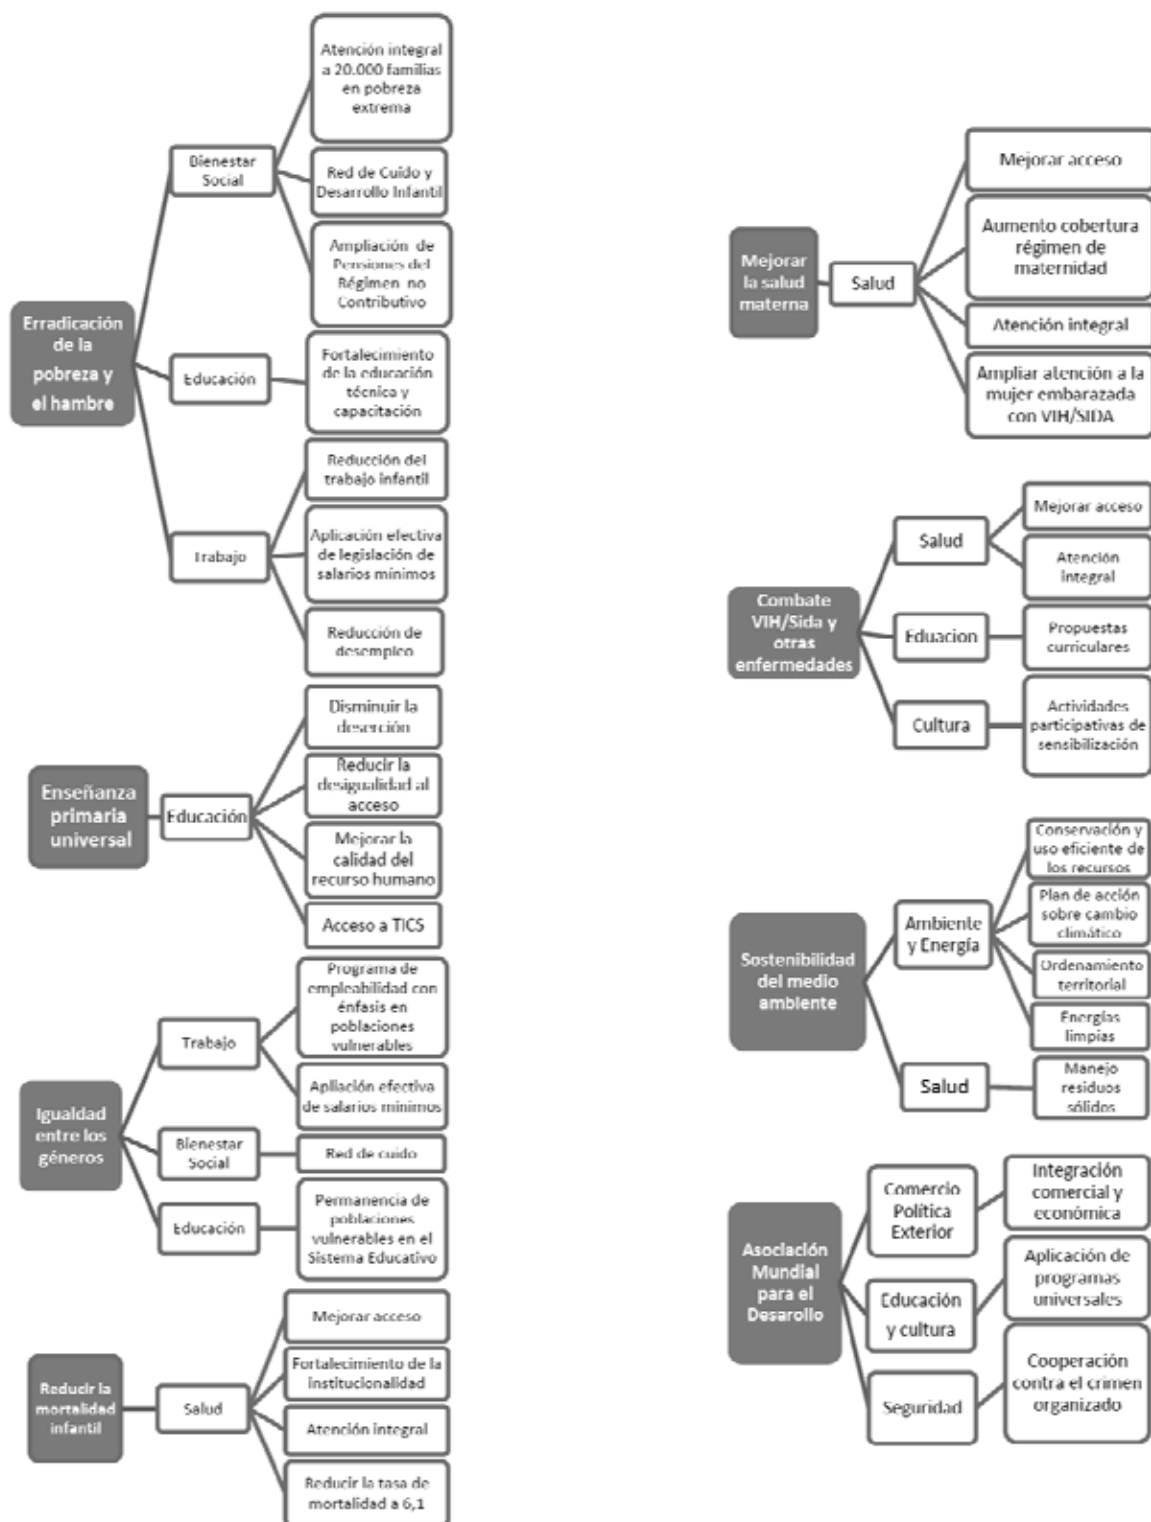 Erradicación
de la
pobreza y
el hambre
Bienestar
Social
Atención integral
a 20.000 familias
en pobreza
extrema
Red de Cuido y
Desarrollo Infantil
Ampliación de
Pensiones del
Régimen no
Contributivo
Educación
Fortalecimiento
de la educación
técnica y
capacitación
Trabajo
Reducción del
trabajo infantil
Aplicación efectiva
de legislación de
salarios mínimos
Reducción de
desempleo
Enseñanza
primaria
universal
Educación
Disminuir la
deserción
Reducir la
desigualdad al
acceso
Mejorar la
calidad del
recurso humano
Acceso a TICS
Igualdad
entre los
géneros
Trabajo
Programa de
empleabilidad con
énfasis en
poblaciones
vulnerables
Apliación efectiva
de salarios mínimos
Bienestar
Social
Red de cuido
Educación
Permanencia de
poblaciones
vulnerables en el
Sistema Educativo
Reducir la
mortalidad
infantil
Salud
Mejorar acceso
Fortalecimiento de la
institucionalidad
Atención integral
Reducir la tasa de
mortalidad a 6,1
Mejorar
la salud
materna
Salud
Mejorar acceso
Aumento cobertura
régimen de
maternidad
Atención integral
Ampliar atención a la
mujer embarazada
con VIH/SIDA
Combate
VIH/Sida y
otras
enfermedades
Salud
Mejorar acceso
Atención
integral
Eduacion
Propuestas
curriculares
Cultura
Actividades
participativas de
sensibilización
Sostenibilidad
del medio
ambiente
Ambiente
y Energía
Conservación y
uso eficiente de
los recursos
Plan de acción
sobre cambio
climático
Ordenamiento
territorial
Energías
limpias
Salud
Manejo
residuos
sólidos
Asociación
Mundial
para el
Desarollo
Comercio
Política
Exterior
Integración
comercial y
económica
Educación
y cultura
Aplicación de
programas
universales
Seguridad
Cooperación
contra el crimen
organizado